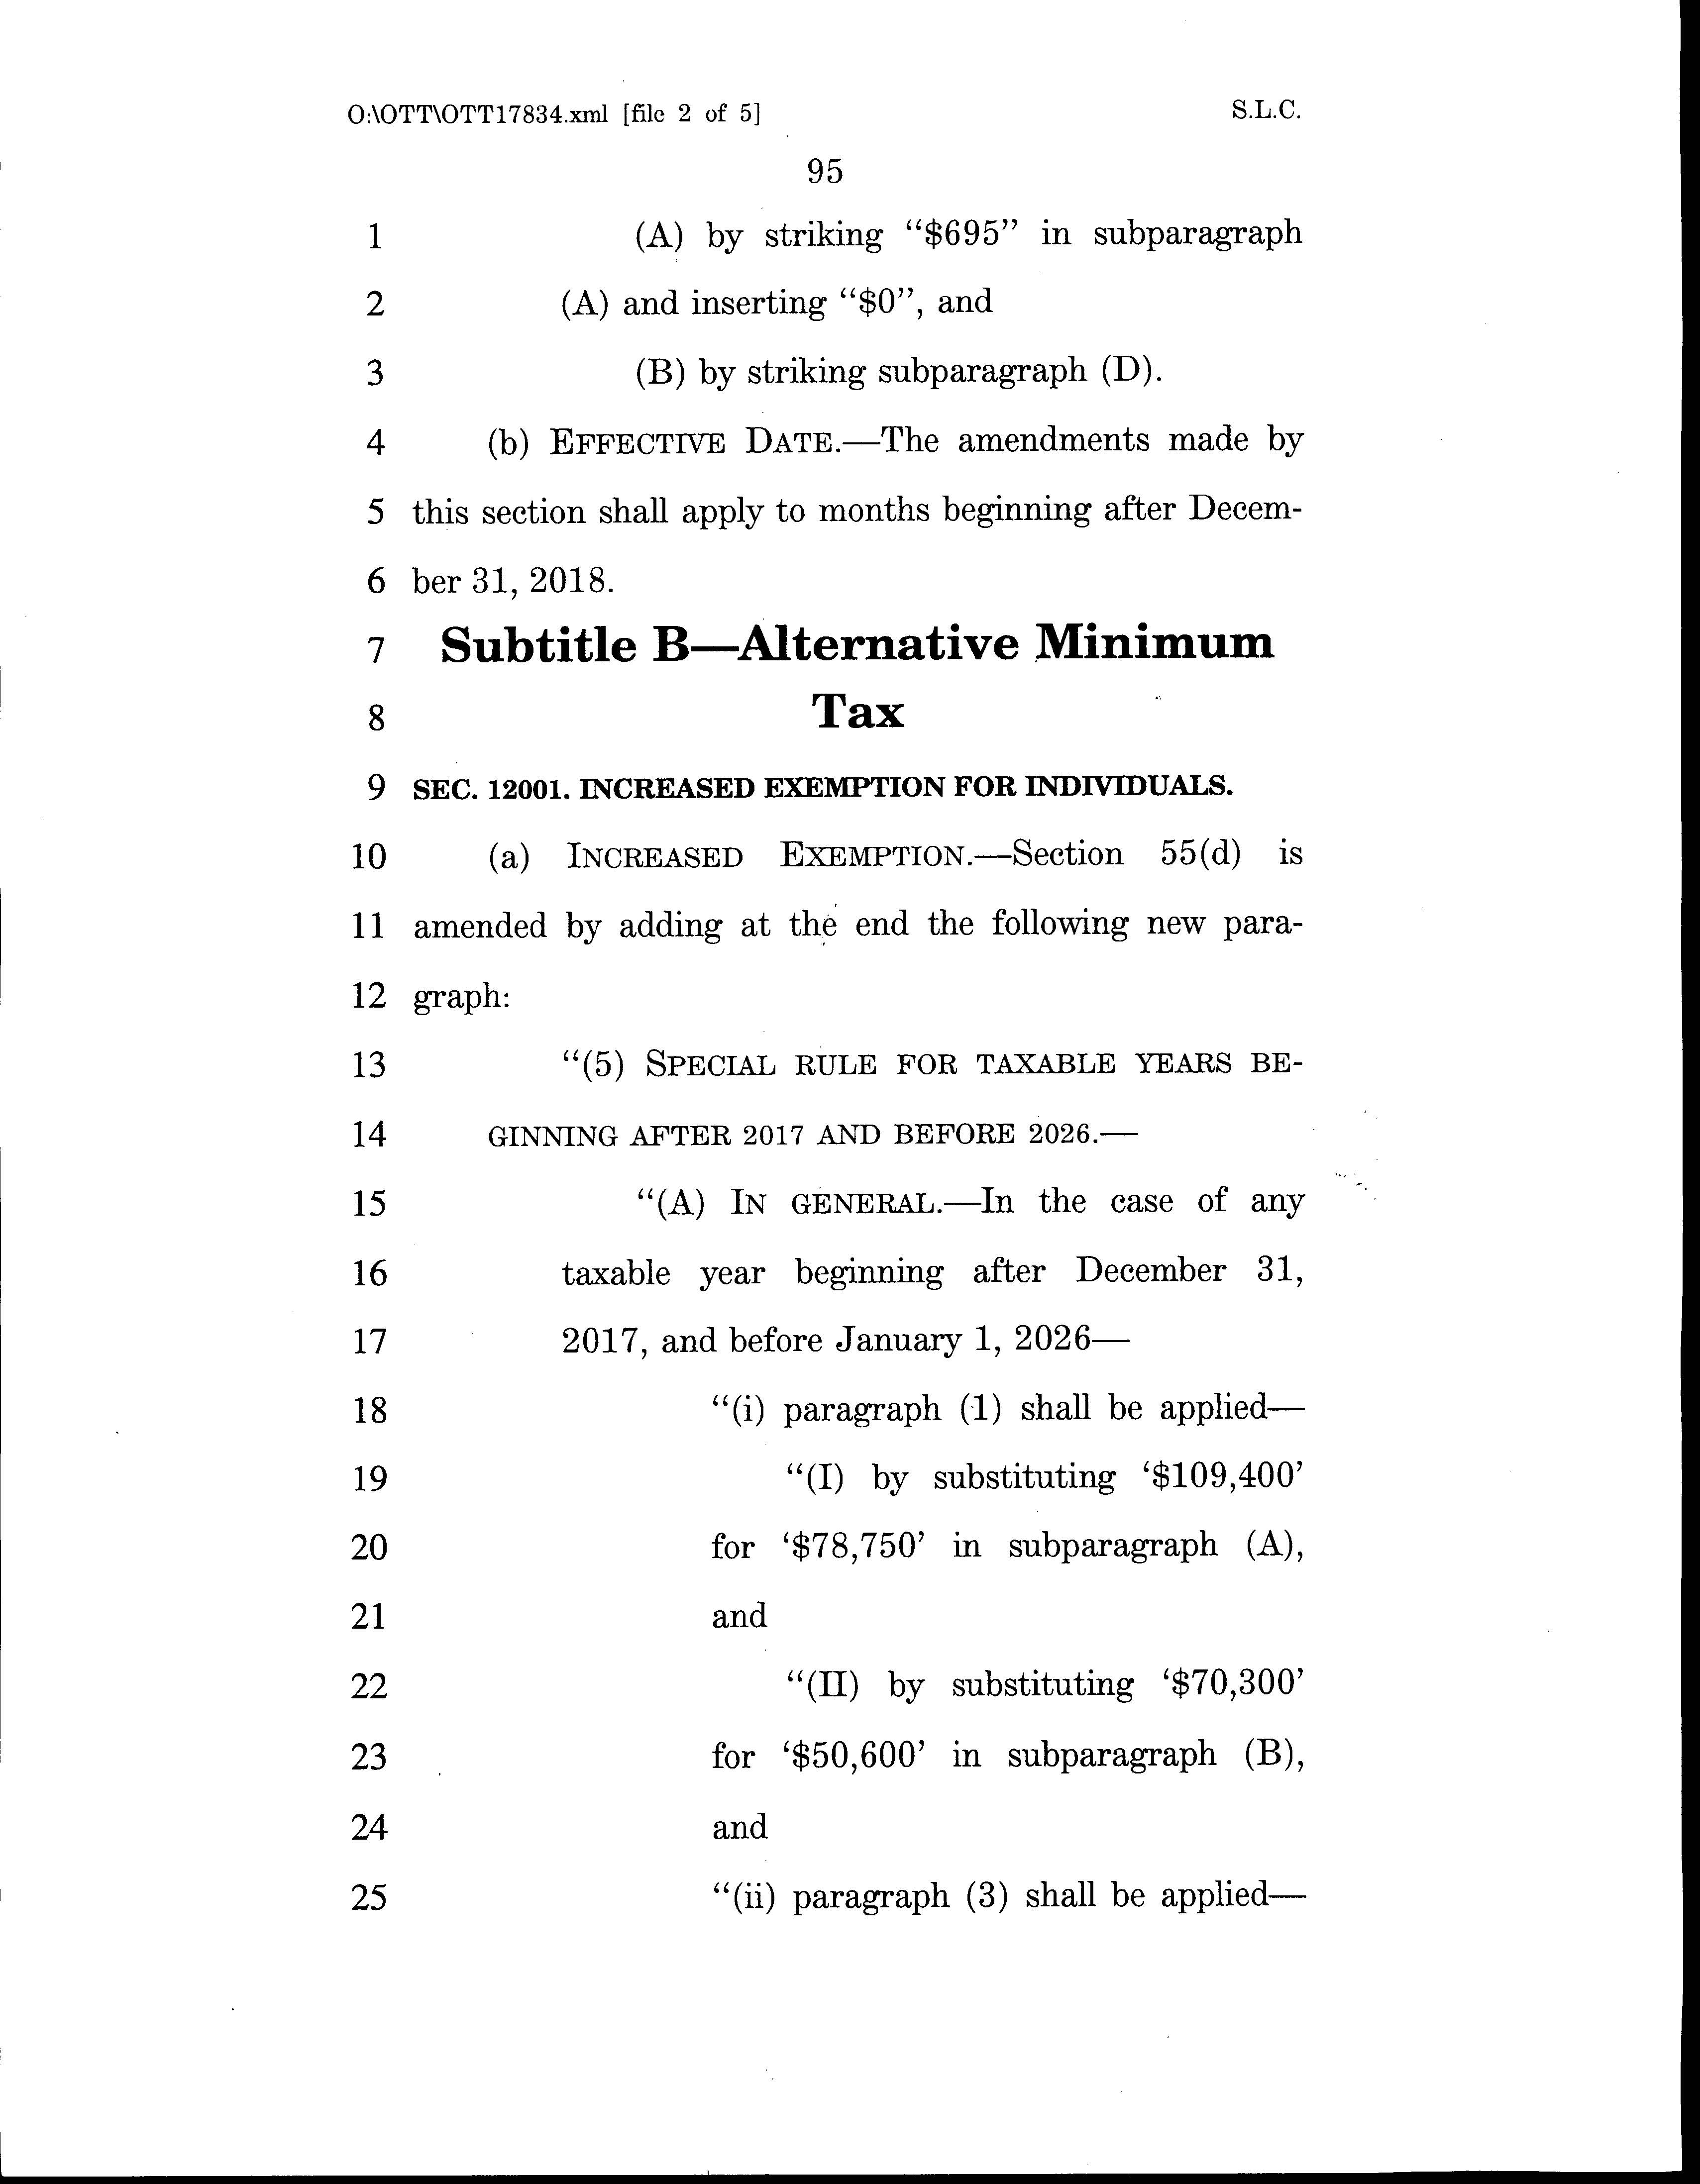 O:\OTT\OTT17834.xml [file 2 of 5] S.L.C.
95
1 (A) by striking “$695” in subparagraph
2 (A) and inserting “$0”, and
3 (B) by striking subparagraph (D).
4 (b) EFFECTIVE DATE.—The amendments made by
5 this section shall apply to months beginning after Decem-
6 ber 31, 2018.
7 Subtitle B—Alternative Minimum
8 Tax
9 SEC. 12001. INCREASED EXEMPTION FOR INDIVIDUALS.
10 (a) INCREASED EXEMPTION.—Section 55(d) is
11 amended by adding at the end the following new para-
12 graph:
13 “(5) SPECIAL RULE FOR TAXABLE YEARS BE-
14 GINNING AFTER 2017 AND BEFORE 2026.—
15 “(A) IN GENERAL.—In the case of any
16 taxable year beginning after December 31,
17 2017, and before January 1, 2026—
18 “(i) paragraph (1) shall be applied—
19 “(I) by substituting ‘$109,400’
20 for ‘$78,750’ in subparagraph (A),
21 and
22 “(II) by substituting ‘$70,300’
23 for ‘$50,600’ in subparagraph (B),
24 and
25 “(ii) paragraph (3) shall be applied—